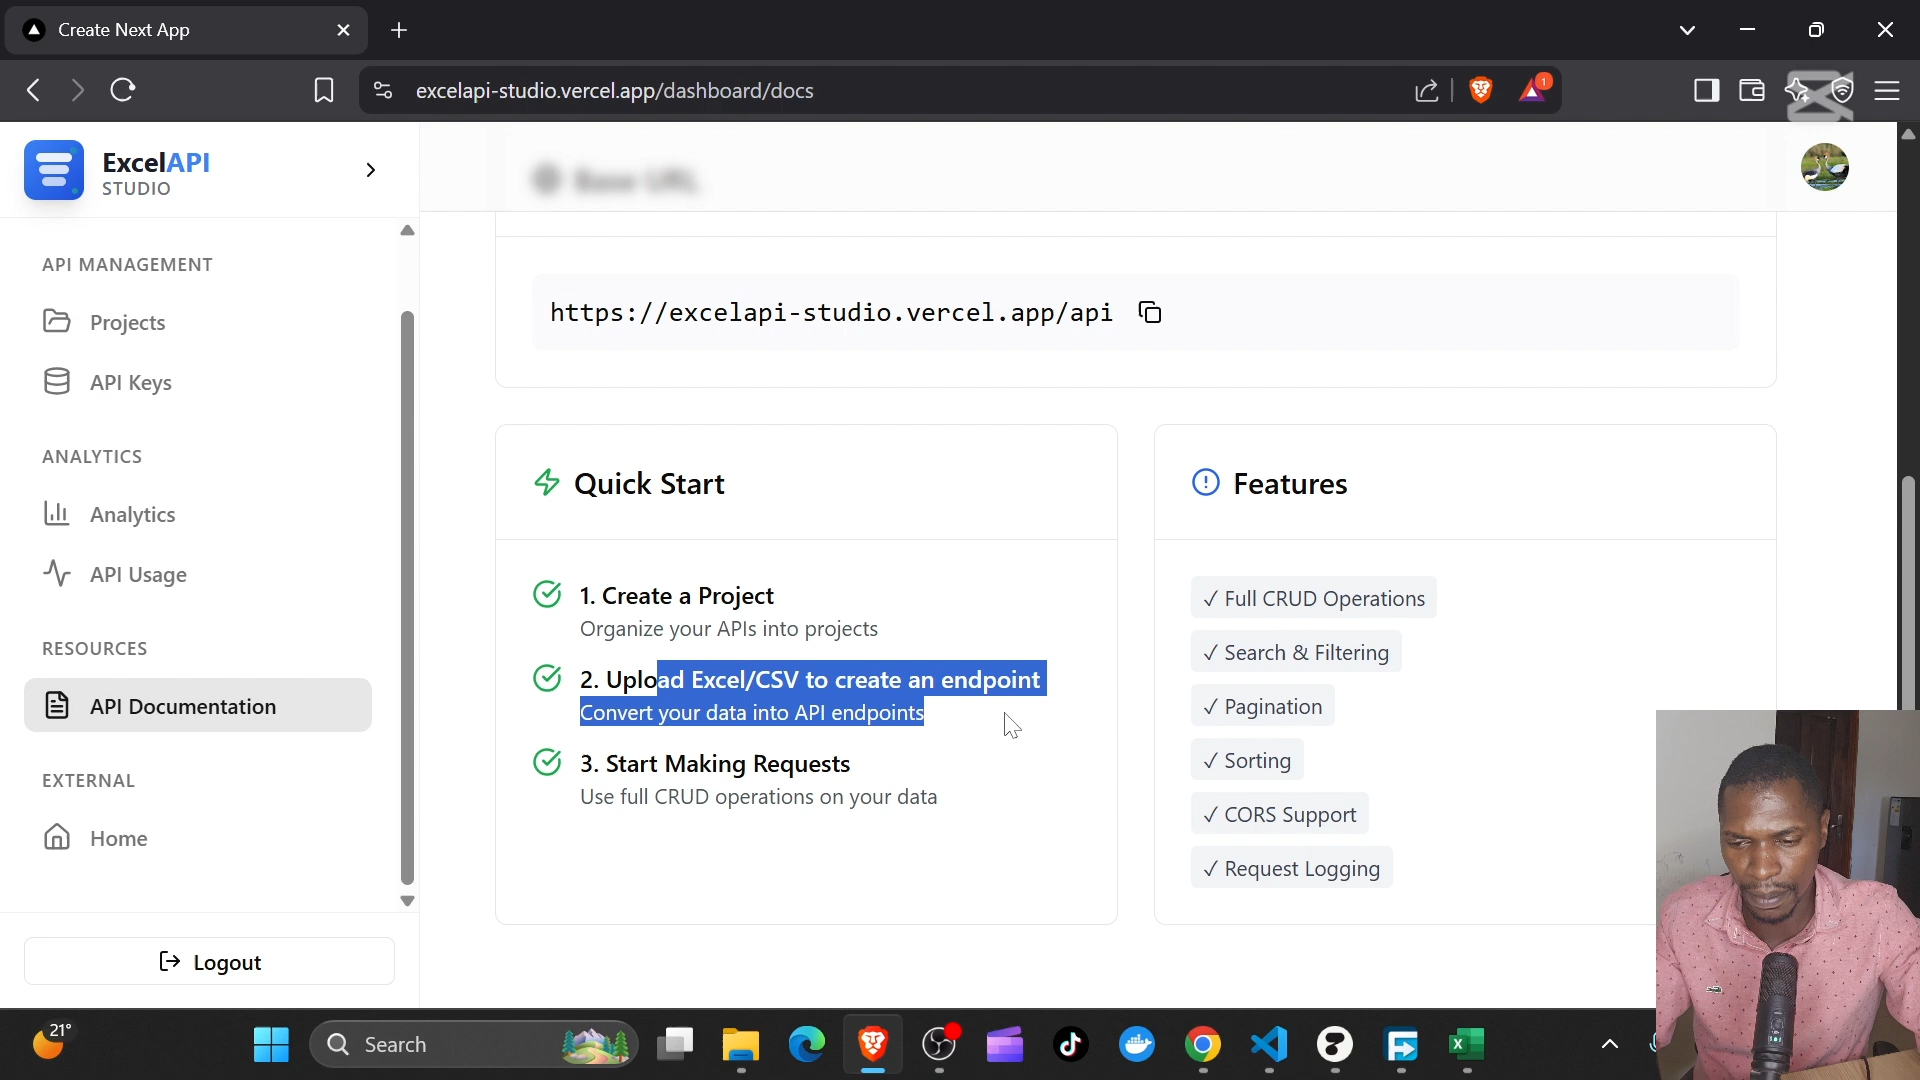 Create Next App
excelapi-studio.vercel.app/dashboard/docs
1
ExcelAPI
STUDIO
Base URL
API MANAGEMENT
Projects
API Keys
ANALYTICS
Analytics
API Usage
RESOURCES
API Documentation
EXTERNAL
Home
Logout
https://excelapi-studio.vercel.app/api
Quick Start
1. Create a Project
Organize your APIs into projects
2. Upload Excel/CSV to create an endpoint
Convert your data into API endpoints
3. Start Making Requests
Use full CRUD operations on your data
Features
✓ Full CRUD Operations
✓ Search & Filtering
✓ Pagination
✓ Sorting
✓ CORS Support
✓ Request Logging
21°
Search